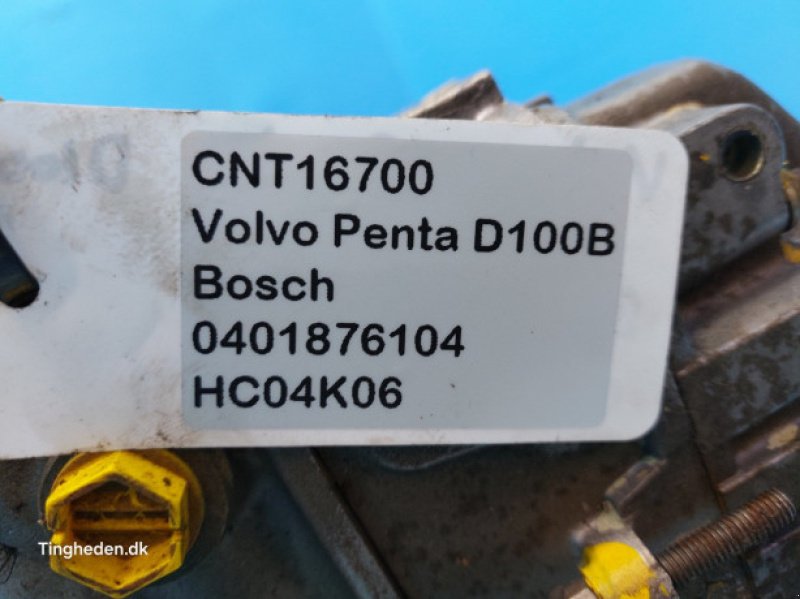 CNT16700
Volvo Penta D100B
Bosch
0401876104
HC04K06
Tingheden.dk